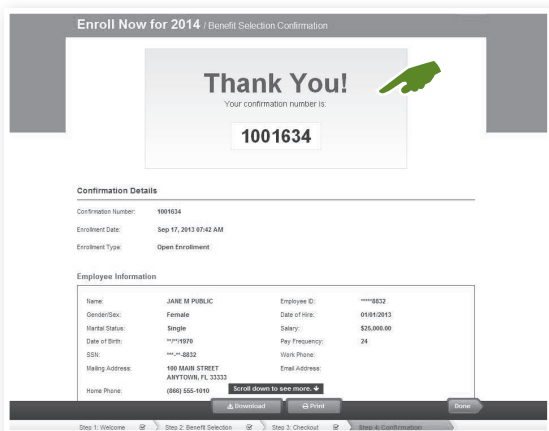 Enroll Now for 2014 / Benefit Selection Confirmation
Thank You!
Your confirmation number is:
1001634
Confirmation Details
Confirmation Number: 1001634
Enrollment Date: Sep 17, 2013 07:42 AM
Enrollment Type: Open Enrollment
Employee Information
Name: JANE M PUBLIC Employee ID: *****8832
Gender/Sex: Female Date of Hire: 01/01/2013
Marital Status: Single Salary: $25,000.00
Date of Birth: **/**/1970 Pay Frequency: 24
SSN: ***-**-8832 Work Phone:
Mailing Address: 100 MAIN STREET Email Address:
ANYTOWN, FL 33333
Home Phone: (866) 555-1010 Scroll down to see more.
Download Print Done
Step 1: Welcome Step 2: Benefit Selection Step 3: Checkout Step 4: Confirmation